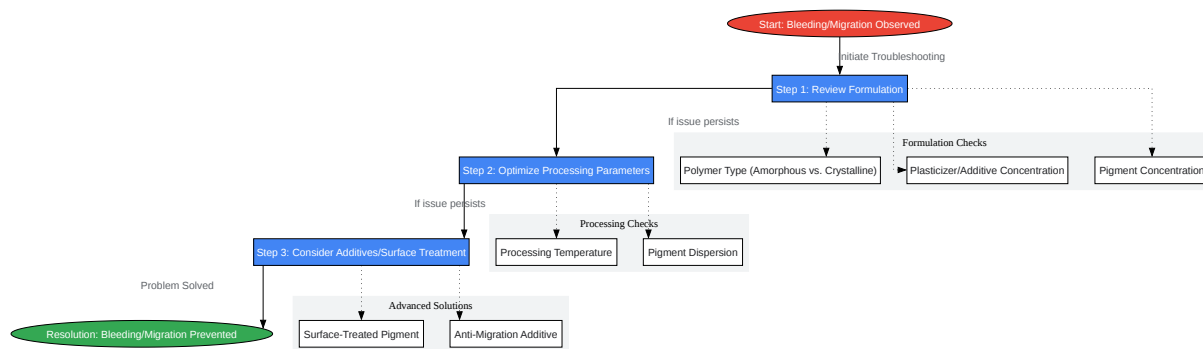 Start: Bleeding/Migration Observed
Initiate Troubleshooting
Step 1: Review Formulation
If issue persists
Formulation Checks
Polymer Type (Amorphous vs. Crystalline)
Plasticizer/Additive Concentration
Pigment Concentration
Step 2: Optimize Processing Parameters
If issue persists
Processing Checks
Processing Temperature
Pigment Dispersion
Step 3: Consider Additives/Surface Treatment
Problem Solved
Advanced Solutions
Surface-Treated Pigment
Anti-Migration Additive
Resolution: Bleeding/Migration Prevented